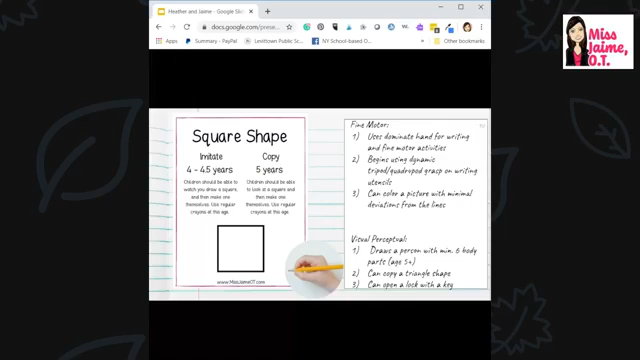 Heather and Jaime - Google Slid
docs.google.com/prese
Apps
Summary - PayPal
Levittown Public Sc
NY School-based O...
Other bookmarks
Miss
Jaime,
O.T.
Square Shape
Imitate
4 - 4.5 years
Children should be able to
watch you draw a square,
and then make one
themselves. Use regular
crayons at this age.
Copy
5 years
Children should be able
to look at a square and
then make one
themselves. Use regular
crayons at this age.
www.MissJaimeOT.com
Fine Motor:
1) Uses dominate hand for writing
and fine motor activities
2) Begins using dynamic
tripod/quadropod grasp on writing
utensils
3) Can color a picture with minimal
deviations from the lines
Visual Perceptual:
1) Draws a person with min. 6 body
parts (age 5+)
2) Can copy a triangle shape
3) Can open a lock with a key